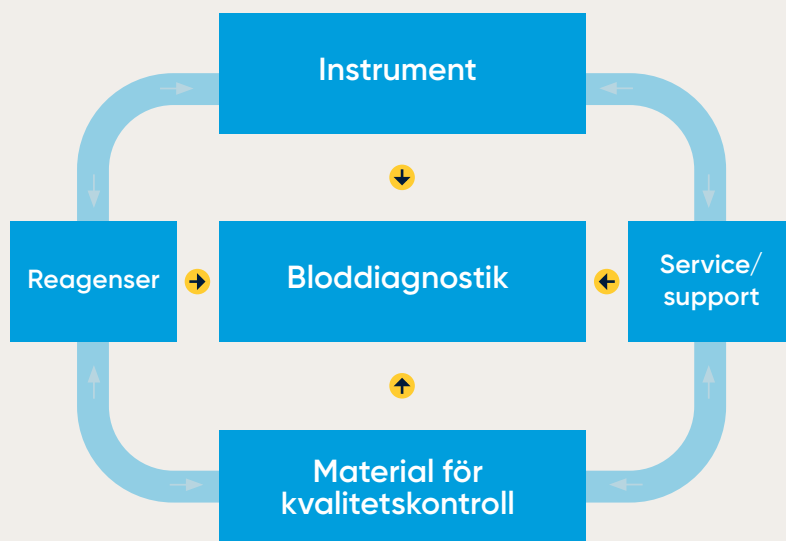 Instrument
Reagenser
Bloddiagnostik
Service/
support
Material för
kvalitetskontroll